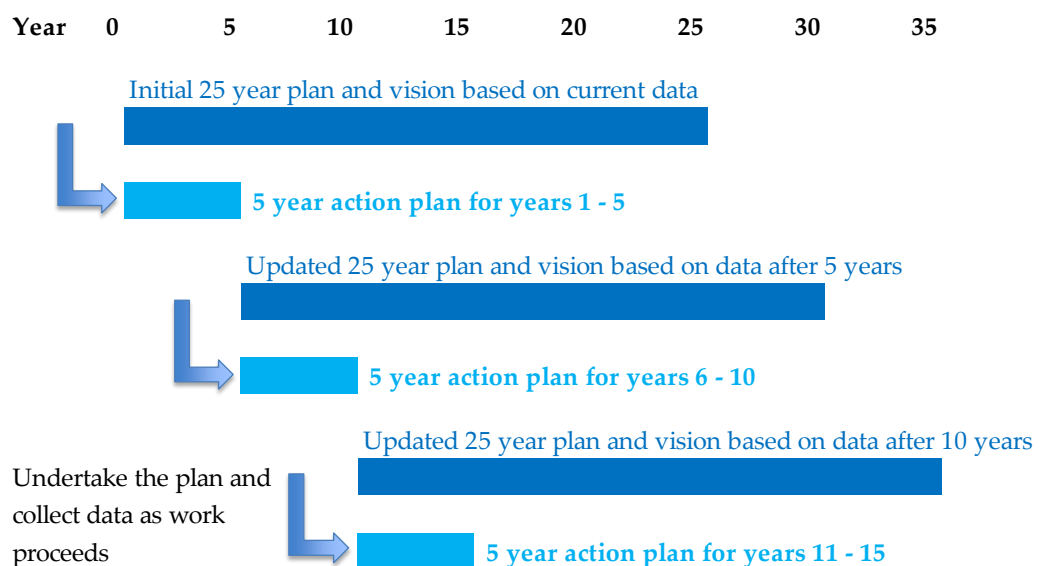 Year 0 5 10 15 20 25 30 35
Initial 25 year plan and vision based on current data
5 year action plan for years 1 - 5
Updated 25 year plan and vision based on data after 5 years
5 year action plan for years 6 - 10
Updated 25 year plan and vision based on data after 10 years
Undertake the plan and
collect data as work
proceeds
5 year action plan for years 11 - 15